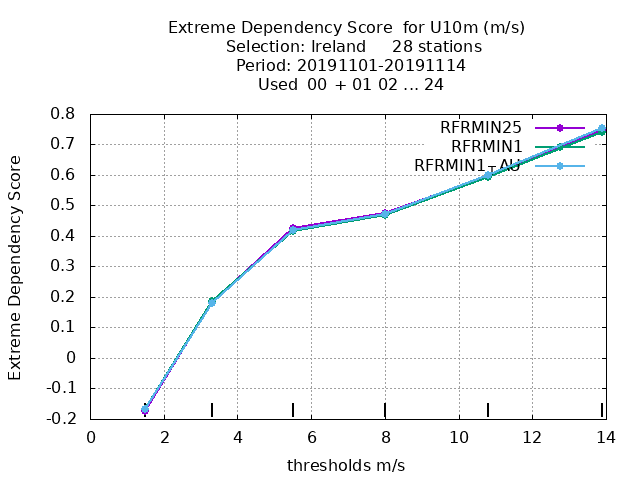 Extreme Dependency Score  for U10m (m/s)
Selection: Ireland     28 stations
Period: 20191101-20191114
Used  00 + 01 02 ... 24
RFRMIN25
RFRMIN1
RFRMIN1_AU
Extreme Dependency Score
0.8
0.7
0.6
0.5
0.4
0.3
0.2
0.1
0
-0.1
-0.2
0 2 4 6 8 10 12 14
thresholds m/s